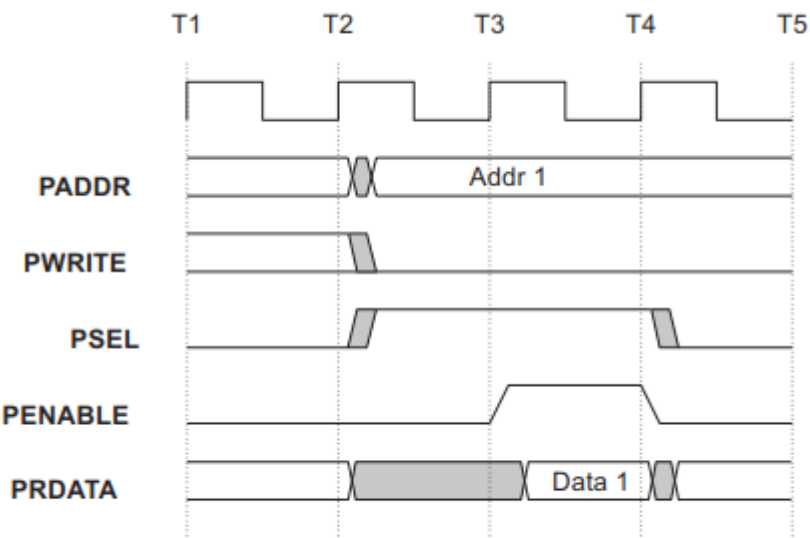 T1 T2 T3 T4 T5
PADDR Addr 1
PWRITE
PSEL
PENABLE
PRDATA Data 1